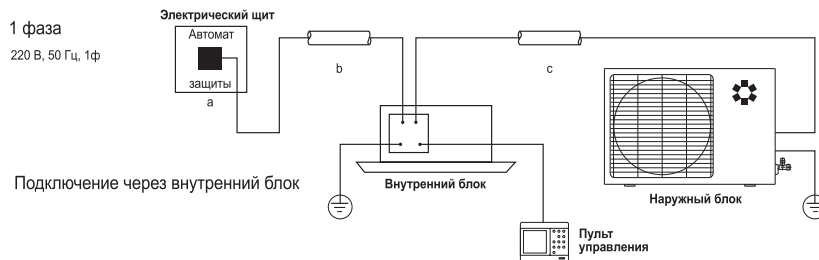 1 фаза
220 В, 50 Гц, 1ф
Электрический щит
Автомат
защиты
a
b
c
Подключение через внутренний блок
Внутренний блок
Наружный блок
Пульт
управления